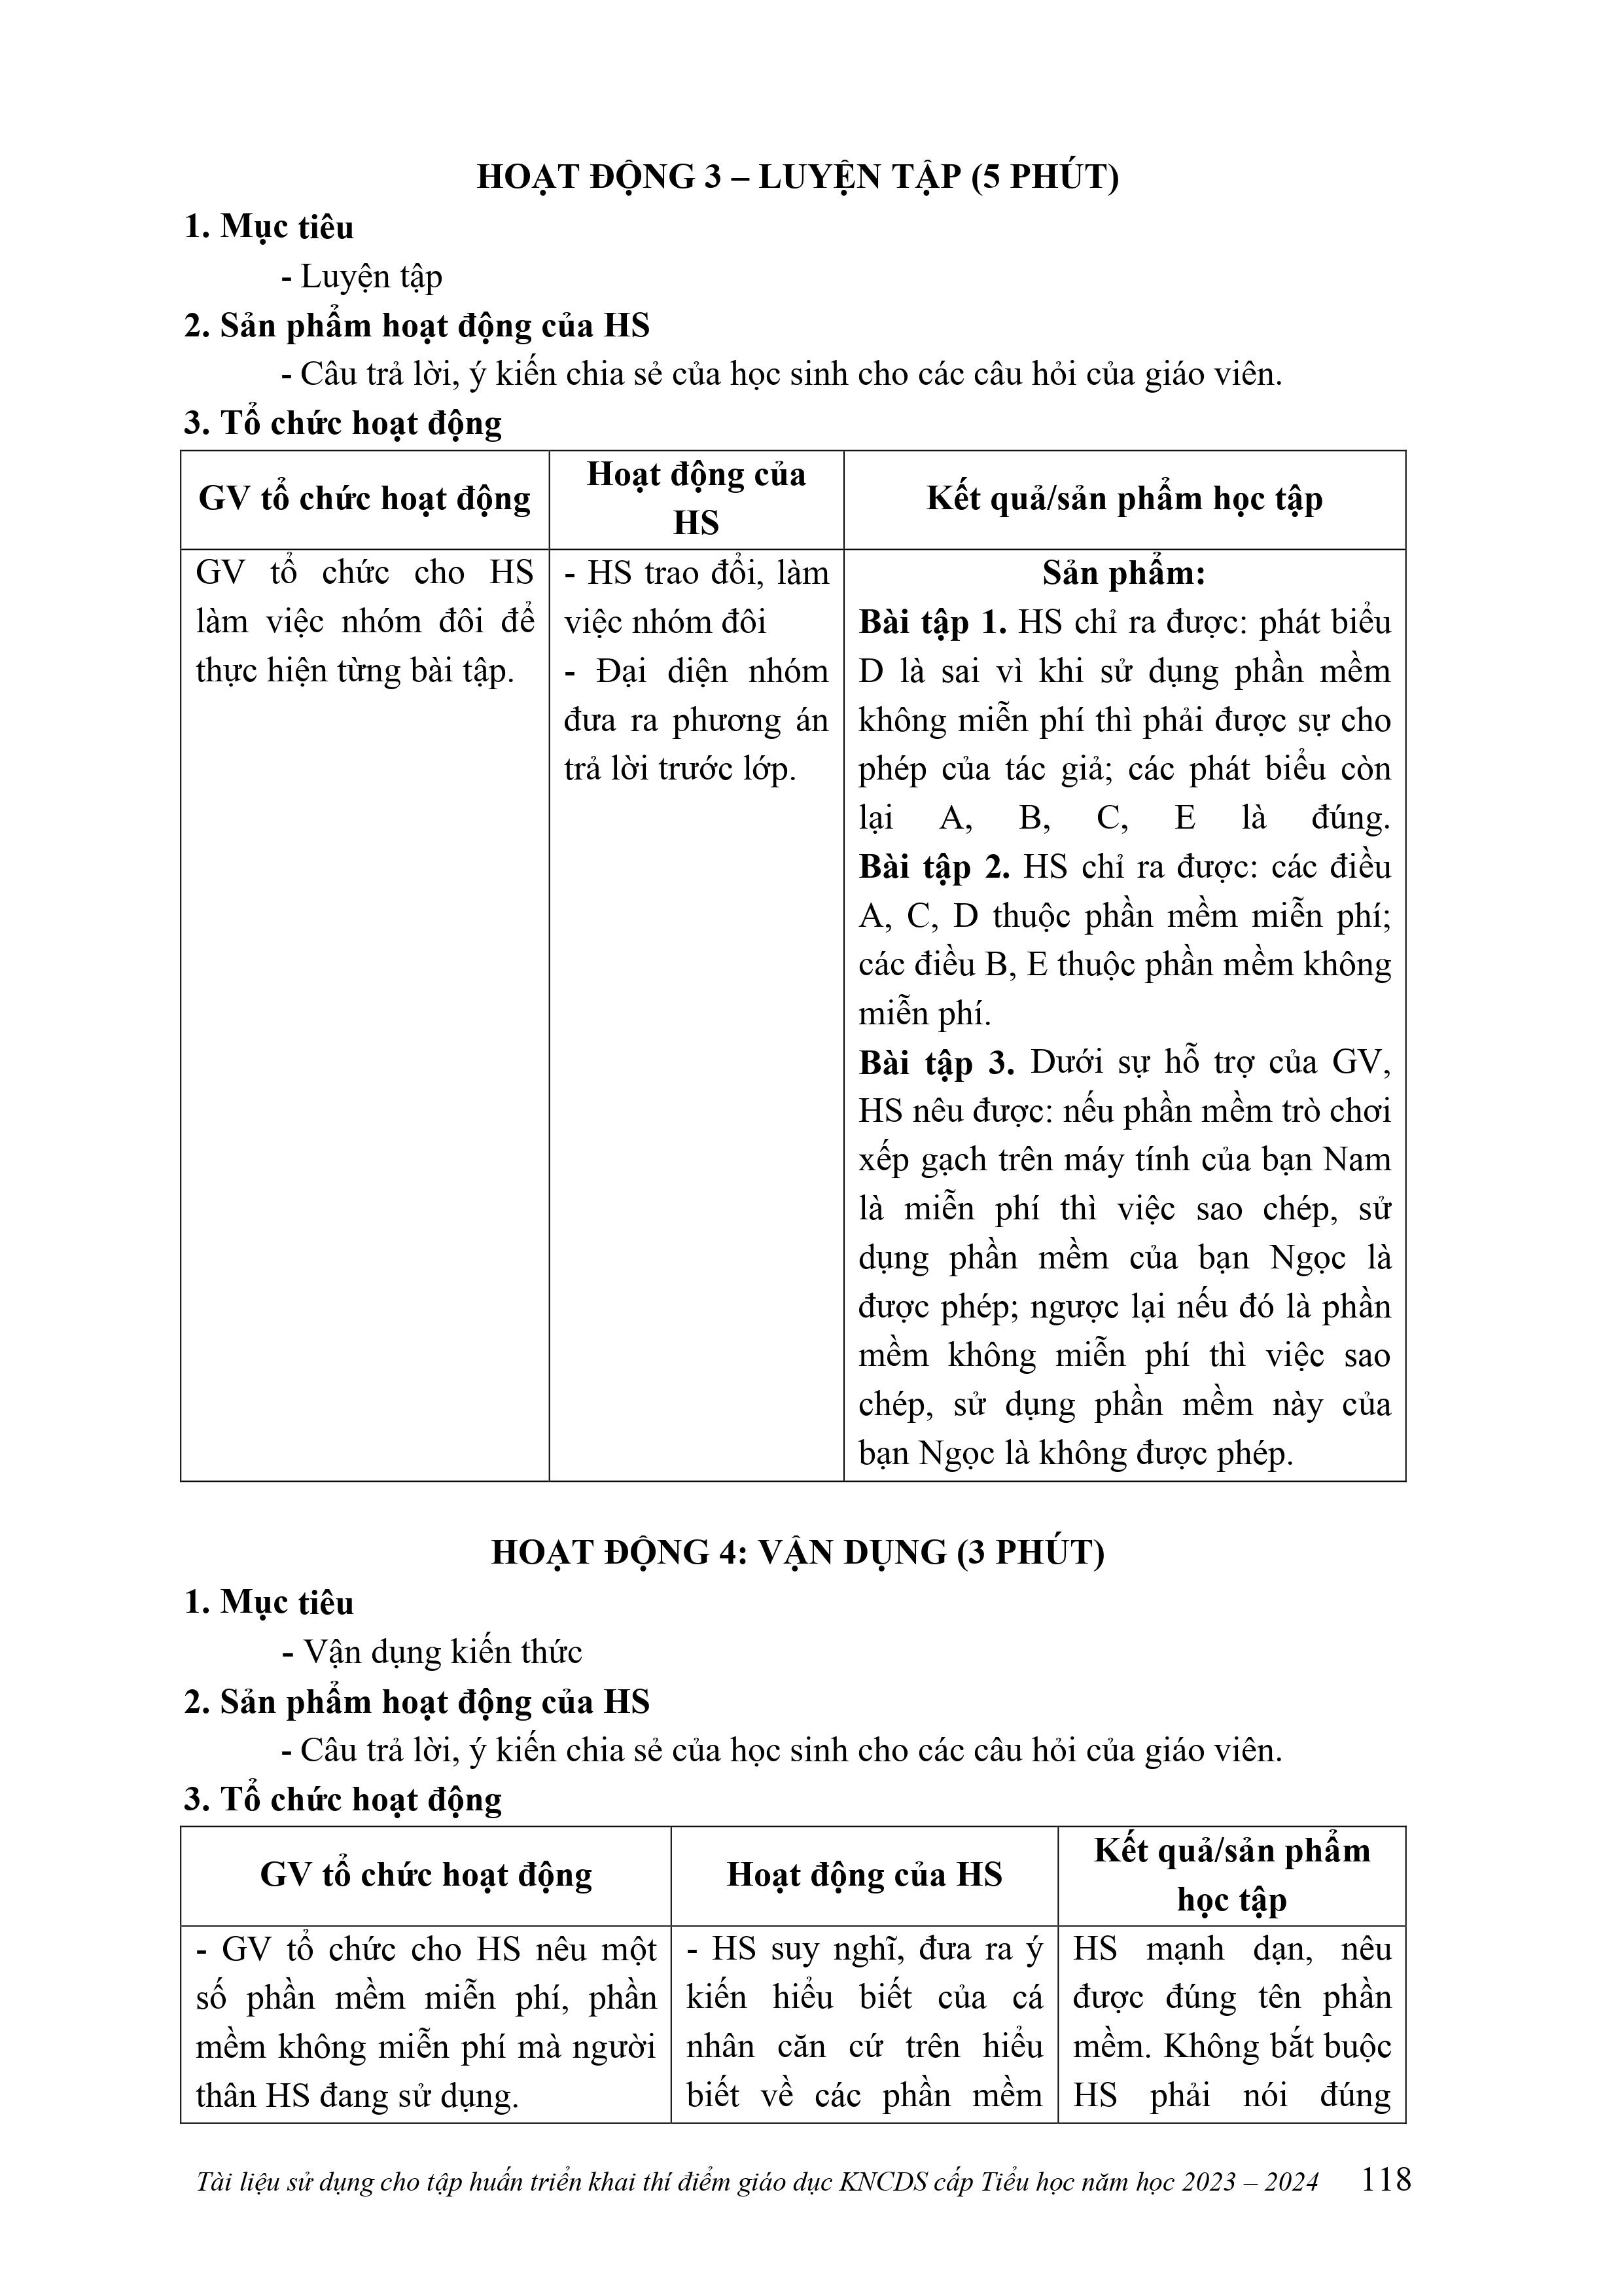 HOẠT ĐỘNG 3 – LUYỆN TẬP (5 PHÚT)
1. Mục tiêu
- Luyện tập
2. Sản phẩm hoạt động của HS
- Câu trả lời, ý kiến chia sẻ của học sinh cho các câu hỏi của giáo viên.
3. Tổ chức hoạt động
GV tổ chức hoạt động
Hoạt động của
HS
Kết quả/sản phẩm học tập
GV tổ chức cho HS
làm việc nhóm đôi để
thực hiện từng bài tập.
- HS trao đổi, làm
việc nhóm đôi
- Đại diện nhóm
đưa ra phương án
trả lời trước lớp.
Sản phẩm:
Bài tập 1. HS chỉ ra được: phát biểu
D là sai vì khi sử dụng phần mềm
không miễn phí thì phải được sự cho
phép của tác giả; các phát biểu còn
lại A, B, C, E là đúng.
Bài tập 2. HS chỉ ra được: các điều
A, C, D thuộc phần mềm miễn phí;
các điều B, E thuộc phần mềm không
miễn phí.
Bài tập 3. Dưới sự hỗ trợ của GV,
HS nêu được: nếu phần mềm trò chơi
xếp gạch trên máy tính của bạn Nam
là miễn phí thì việc sao chép, sử
dụng phần mềm của bạn Ngọc là
được phép; ngược lại nếu đó là phần
mềm không miễn phí thì việc sao
chép, sử dụng phần mềm này của
bạn Ngọc là không được phép.
HOẠT ĐỘNG 4: VẬN DỤNG (3 PHÚT)
1. Mục tiêu
- Vận dụng kiến thức
2. Sản phẩm hoạt động của HS
- Câu trả lời, ý kiến chia sẻ của học sinh cho các câu hỏi của giáo viên.
3. Tổ chức hoạt động
GV tổ chức hoạt động
Hoạt động của HS
Kết quả/sản phẩm
học tập
- GV tổ chức cho HS nêu một
số phần mềm miễn phí, phần
mềm không miễn phí mà người
thân HS đang sử dụng.
- HS suy nghĩ, đưa ra ý
kiến hiểu biết của cá
nhân căn cứ trên hiểu
biết về các phần mềm
HS mạnh dạn, nêu
được đúng tên phần
mềm. Không bắt buộc
HS phải nói đúng
Tài liệu sử dụng cho tập huấn triển khai thí điểm giáo dục KNCDS cấp Tiểu học năm học 2023 – 2024 118